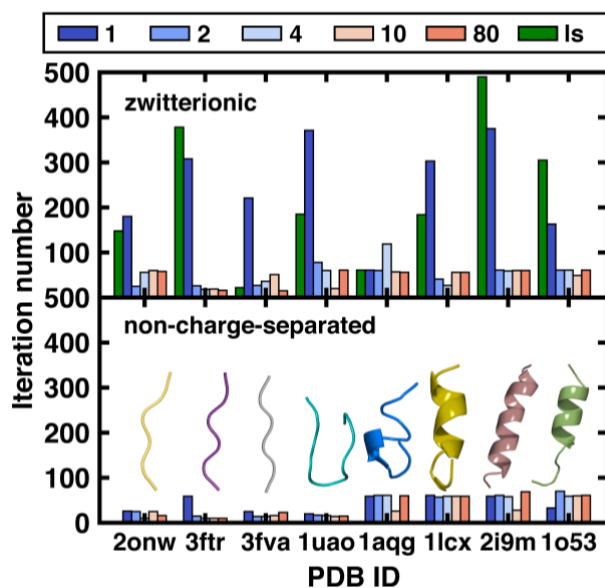 1 2 4 10 80 ls
500
zwitterionic
400
300
200
100
500
non-charge-separated
400
300
200
100
0
Iteration number
2onw 3ftr 3fva 1uao 1aqg 1lcx 2i9m 1o53
PDB ID